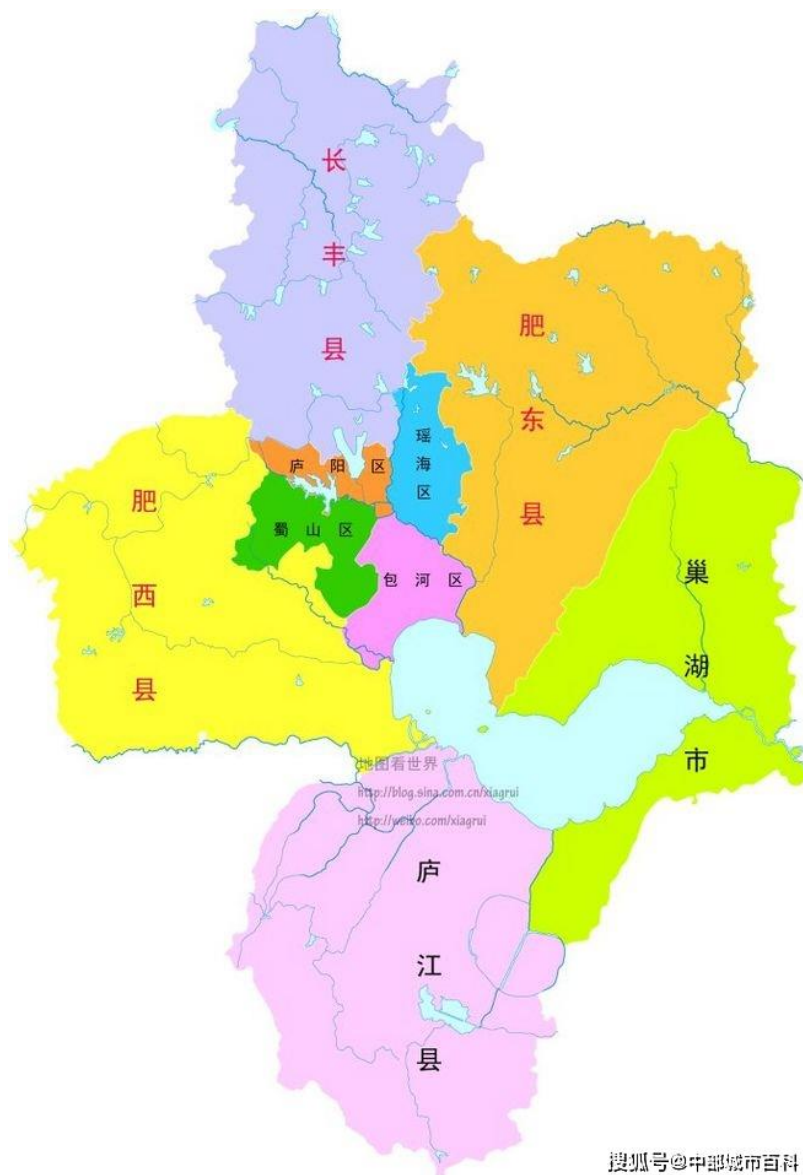 长丰县
肥东县
瑶海区
庐阳区
肥西县
蜀山区
包河区
巢湖市
地图看世界
http://blog.sina.com.cn/xiagrui
http://weibo.com/xiagrui
庐江县
搜狐号@中部城市百科